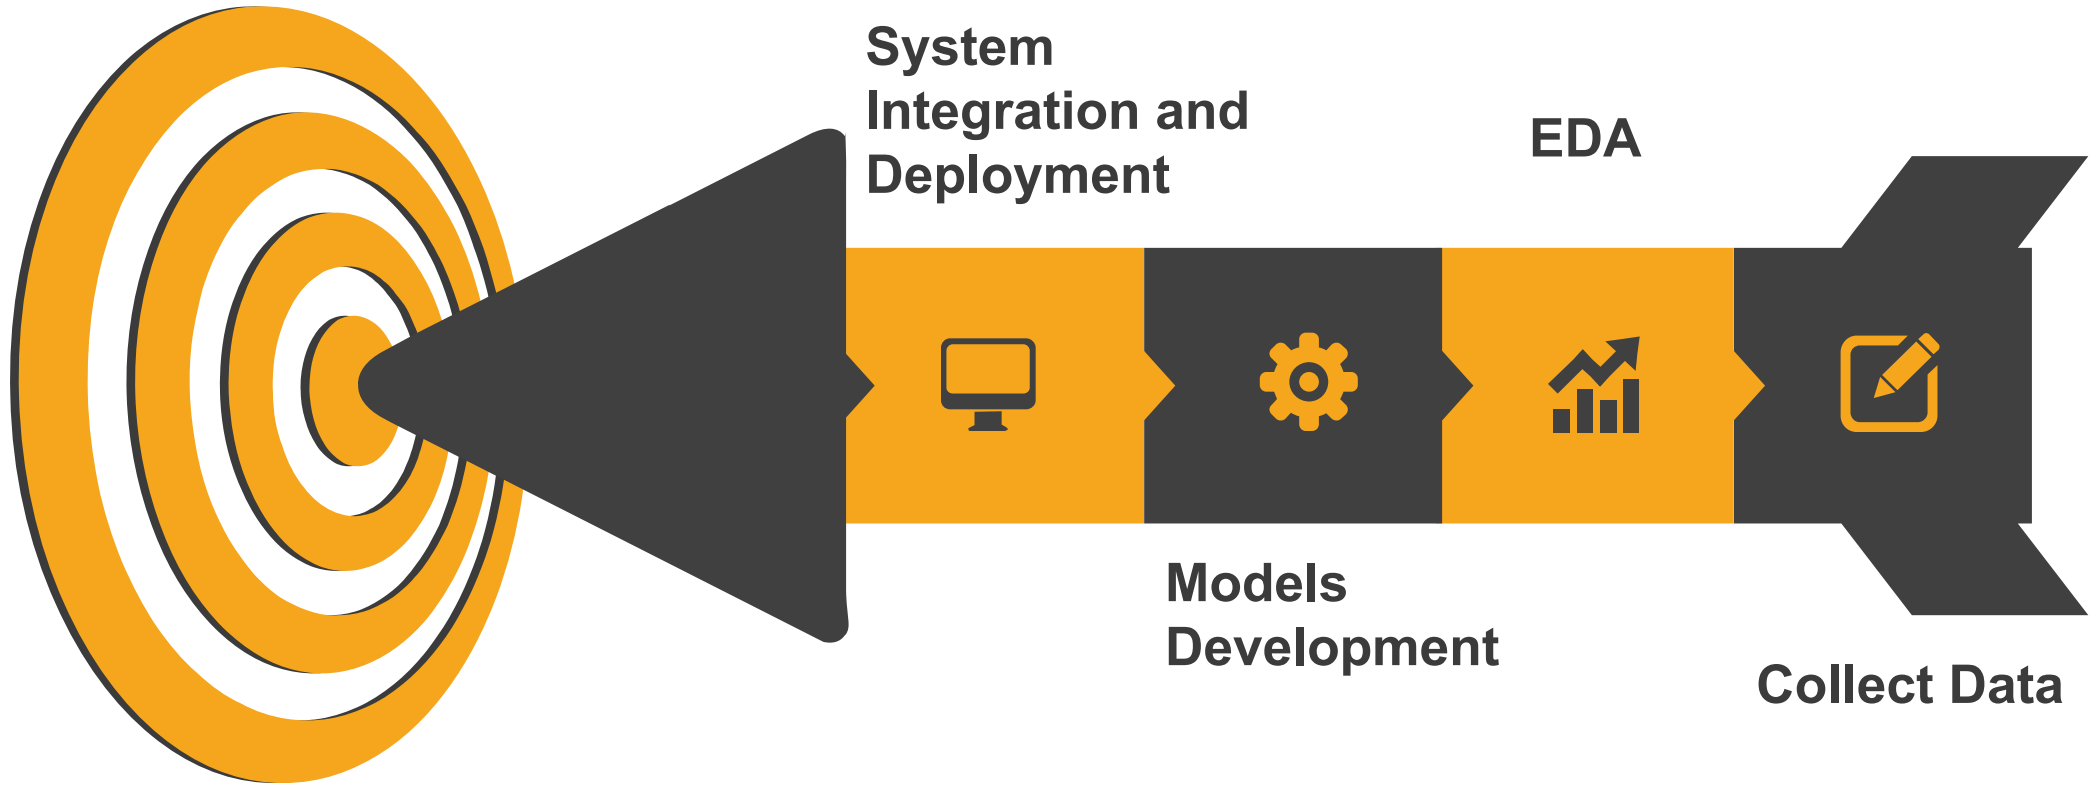 System
Integration and
Deployment
EDA
Models
Development
Collect Data